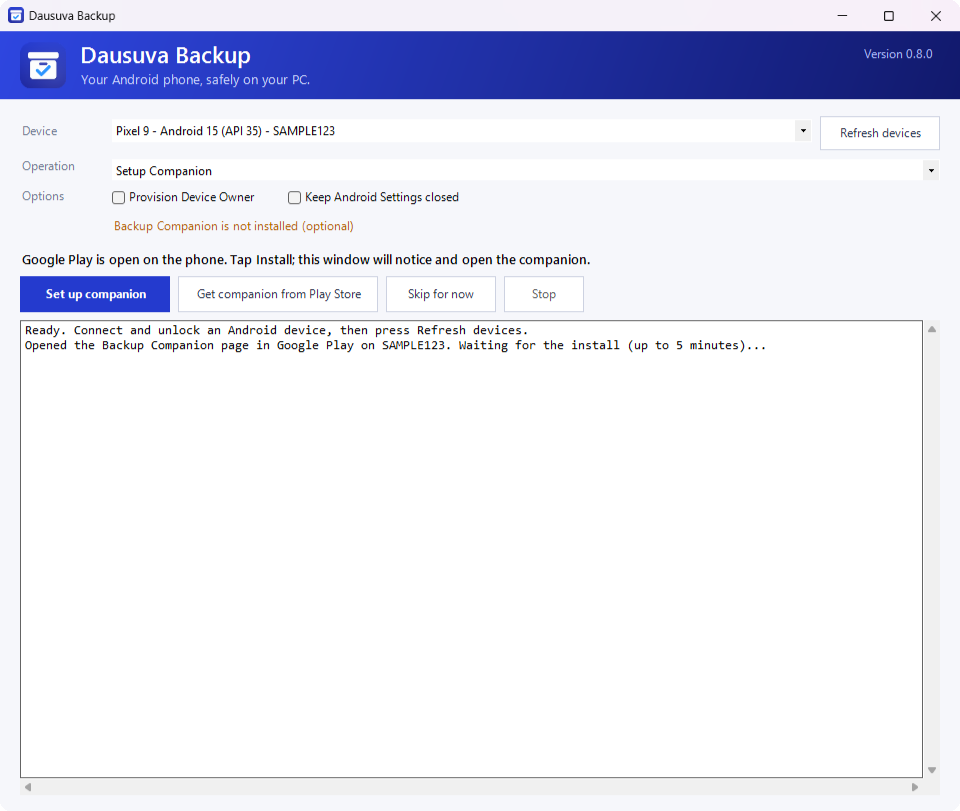 Dausuva Backup
Dausuva Backup
Your Android phone, safely on your PC.
Version 0.8.0
Device
Pixel 9 - Android 15 (API 35) - SAMPLE123
Refresh devices
Operation
Setup Companion
Options
Provision Device Owner
Keep Android Settings closed
Backup Companion is not installed (optional)
Google Play is open on the phone. Tap Install; this window will notice and open the companion.
Set up companion
Get companion from Play Store
Skip for now
Stop
Ready. Connect and unlock an Android device, then press Refresh devices.
Opened the Backup Companion page in Google Play on SAMPLE123. Waiting for the install (up to 5 minutes)...